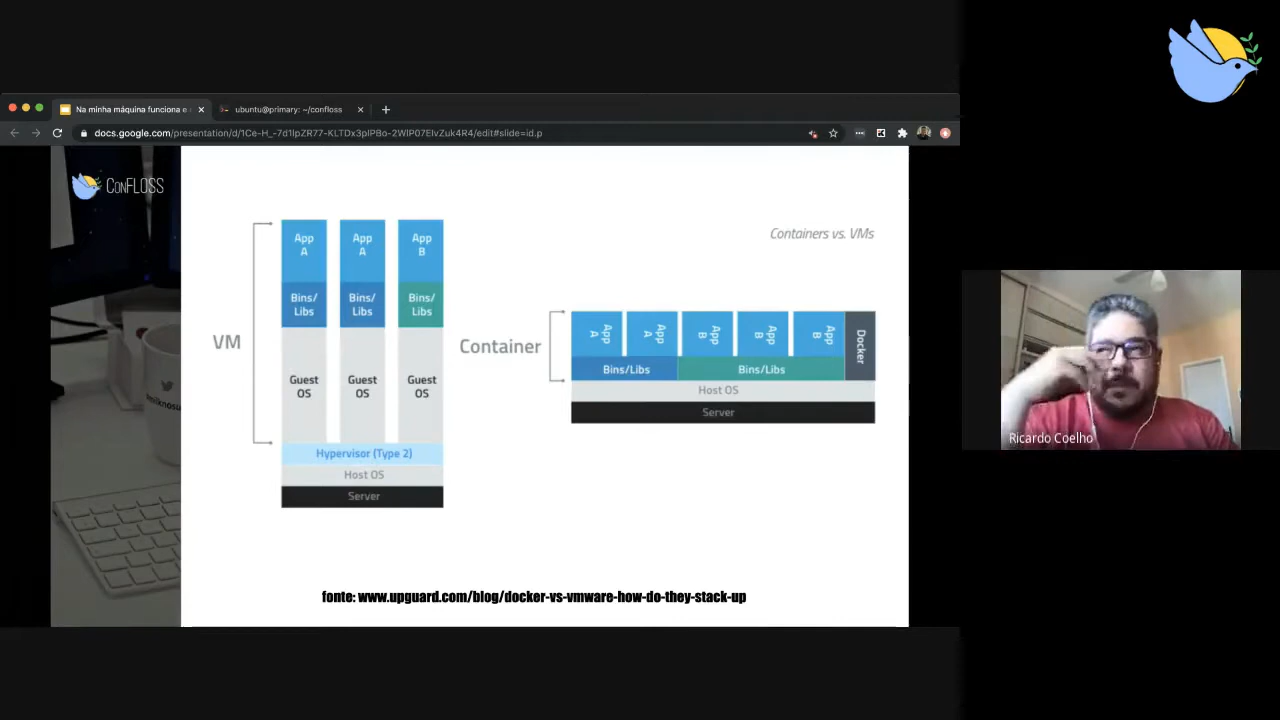 Na minha máquina funciona e
ubuntu@primary: ~/confloss
docs.google.com/presentation/d/1Ce-H_-7d1lpZR77-KLTDx3pIPBo-2WIP07EIvZuk4R4/edit#slide=id.p
ConFLOSS
Containers vs. VMs
VM
App
A
App
A
App
B
Bins/
Libs
Bins/
Libs
Bins/
Libs
Guest
OS
Guest
OS
Guest
OS
Hypervisor (Type 2)
Host OS
Server
Container
App
A
App
A
App
B
App
B
App
B
Docker
Bins/Libs
Bins/Libs
Host OS
Server
fonte: www.upguard.com/blog/docker-vs-vmware-how-do-they-stack-up
Ricardo Coelho